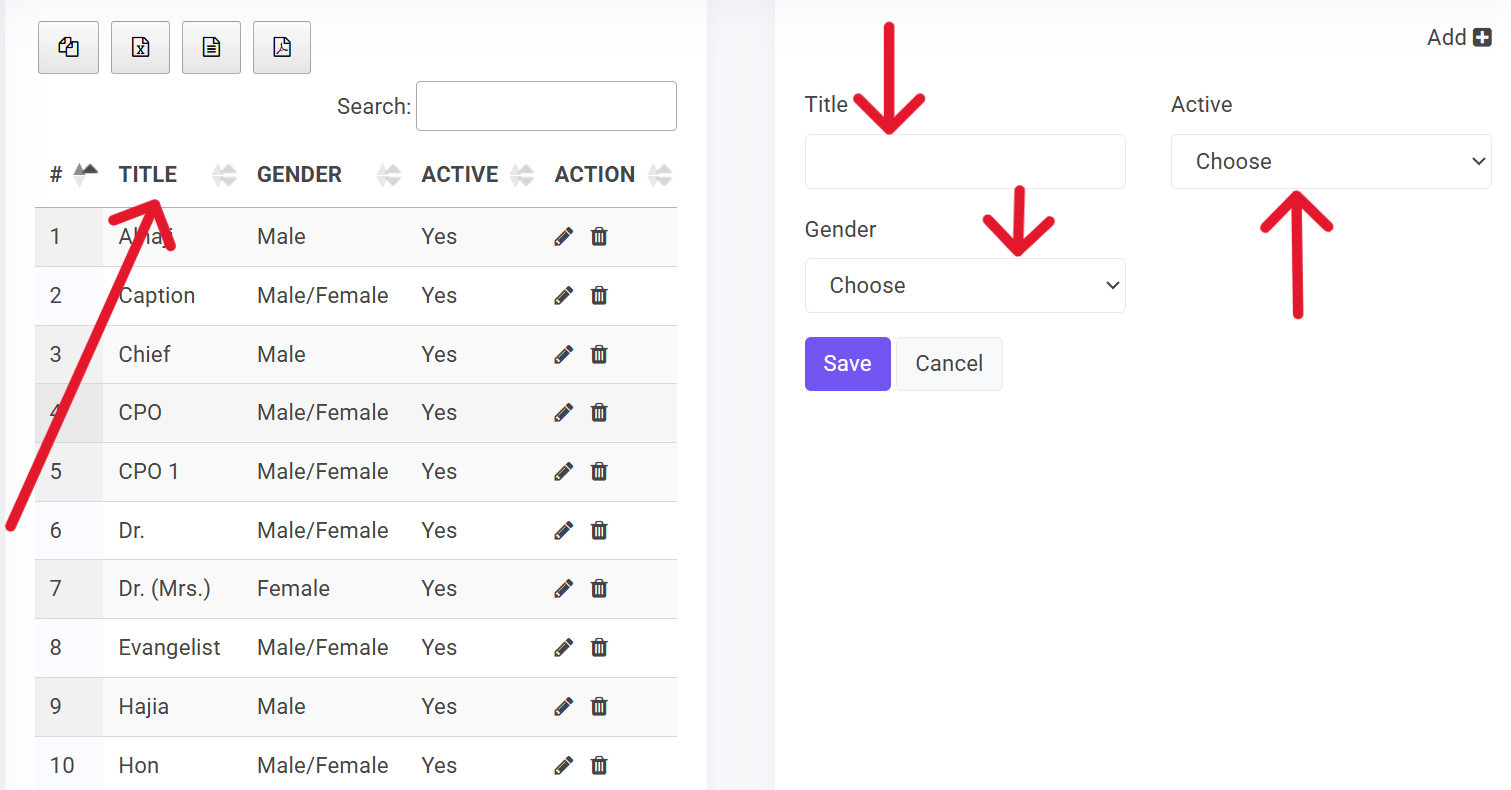 Search:
# TITLE GENDER ACTIVE ACTION
1 Alhaji Male Yes
2 Caption Male/Female Yes
3 Chief Male Yes
4 CPO Male/Female Yes
5 CPO 1 Male/Female Yes
6 Dr. Male/Female Yes
7 Dr. (Mrs.) Female Yes
8 Evangelist Male/Female Yes
9 Hajia Male Yes
10 Hon Male/Female Yes
Add
Title Active
Choose
Gender
Choose
Save Cancel